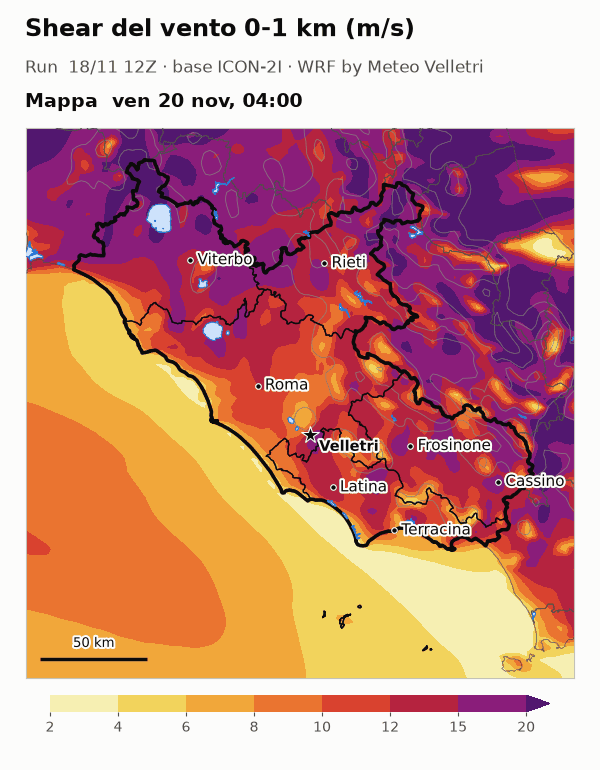 Shear del vento 0-1 km (m/s)
Run 18/11 12Z · base ICON-2I · WRF by Meteo Velletri
Mappa ven 20 nov, 04:00
Viterbo
Rieti
Roma
Velletri
Frosinone
Cassino
Latina
Terracina
50 km
2 4 6 8 10 12 15 20